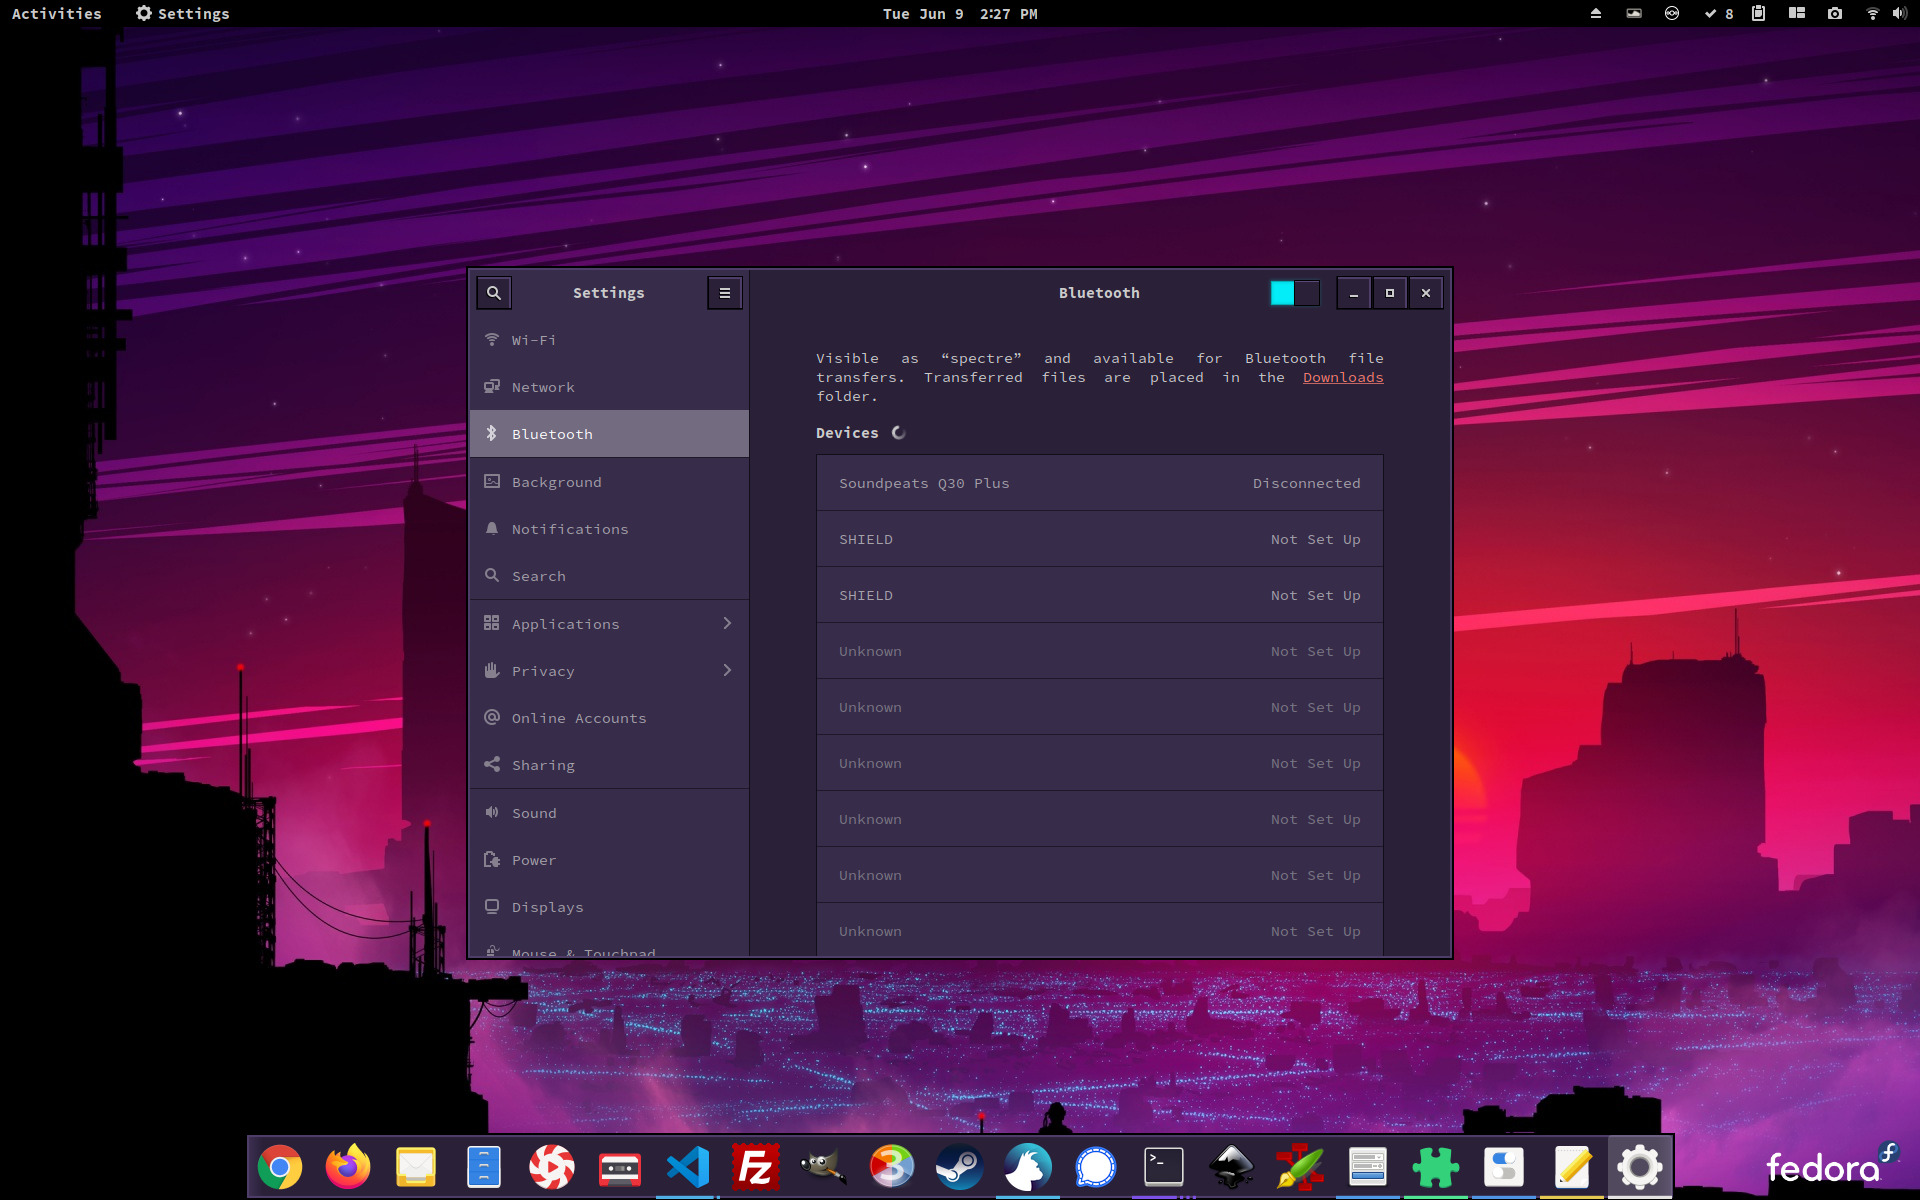 Activities Settings Tue Jun 9 2:27 PM 8
Settings Bluetooth
Wi-Fi
Network
Bluetooth
Background
Notifications
Search
Applications
Privacy
Online Accounts
Sharing
Sound
Power
Displays
Mouse & Touchpad
Visible as “spectre” and available for Bluetooth file
transfers. Transferred files are placed in the Downloads
folder.
Devices
Soundpeats Q30 Plus Disconnected
SHIELD Not Set Up
SHIELD Not Set Up
Unknown Not Set Up
Unknown Not Set Up
Unknown Not Set Up
Unknown Not Set Up
Unknown Not Set Up
Unknown Not Set Up
Fz
3
>_
fedora